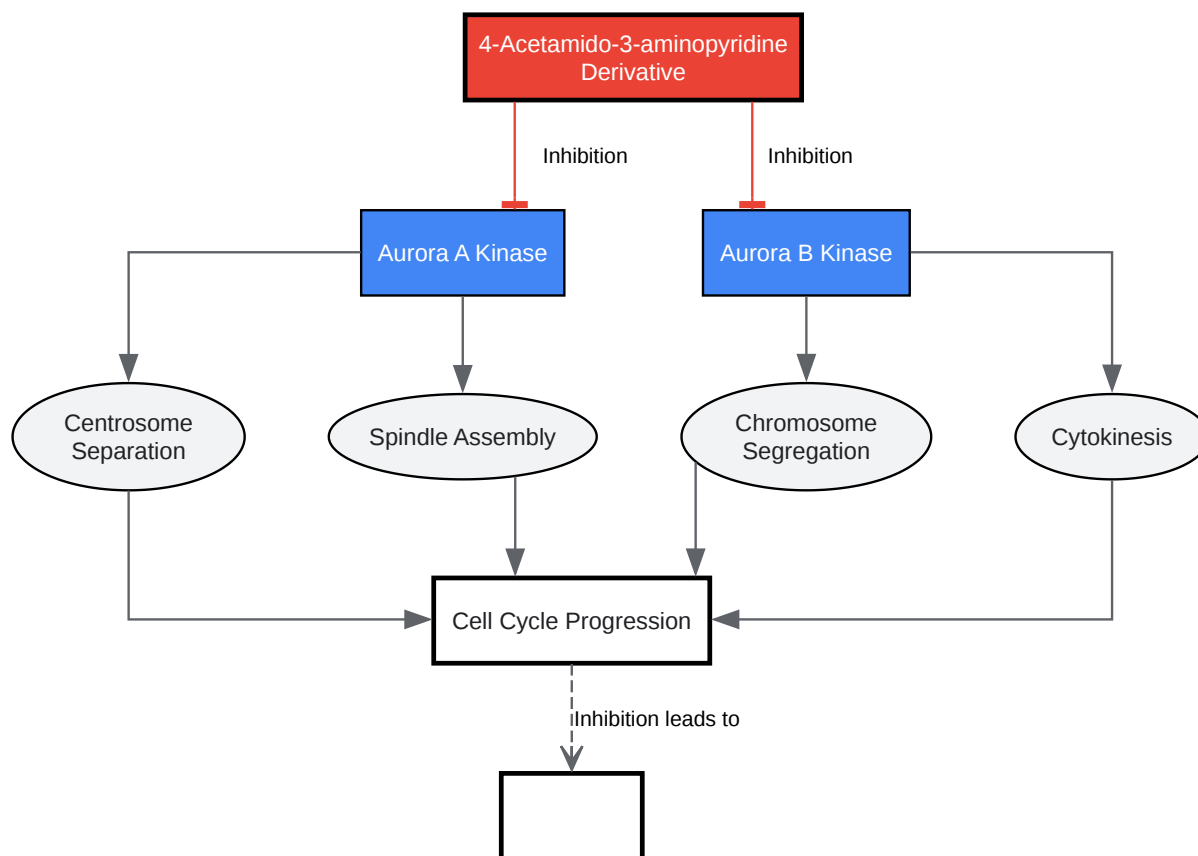 4-Acetamido-3-aminopyridine
Derivative
Inhibition
Inhibition
Aurora A Kinase
Aurora B Kinase
Centrosome
Separation
Spindle Assembly
Chromosome
Segregation
Cytokinesis
Cell Cycle Progression
Inhibition leads to